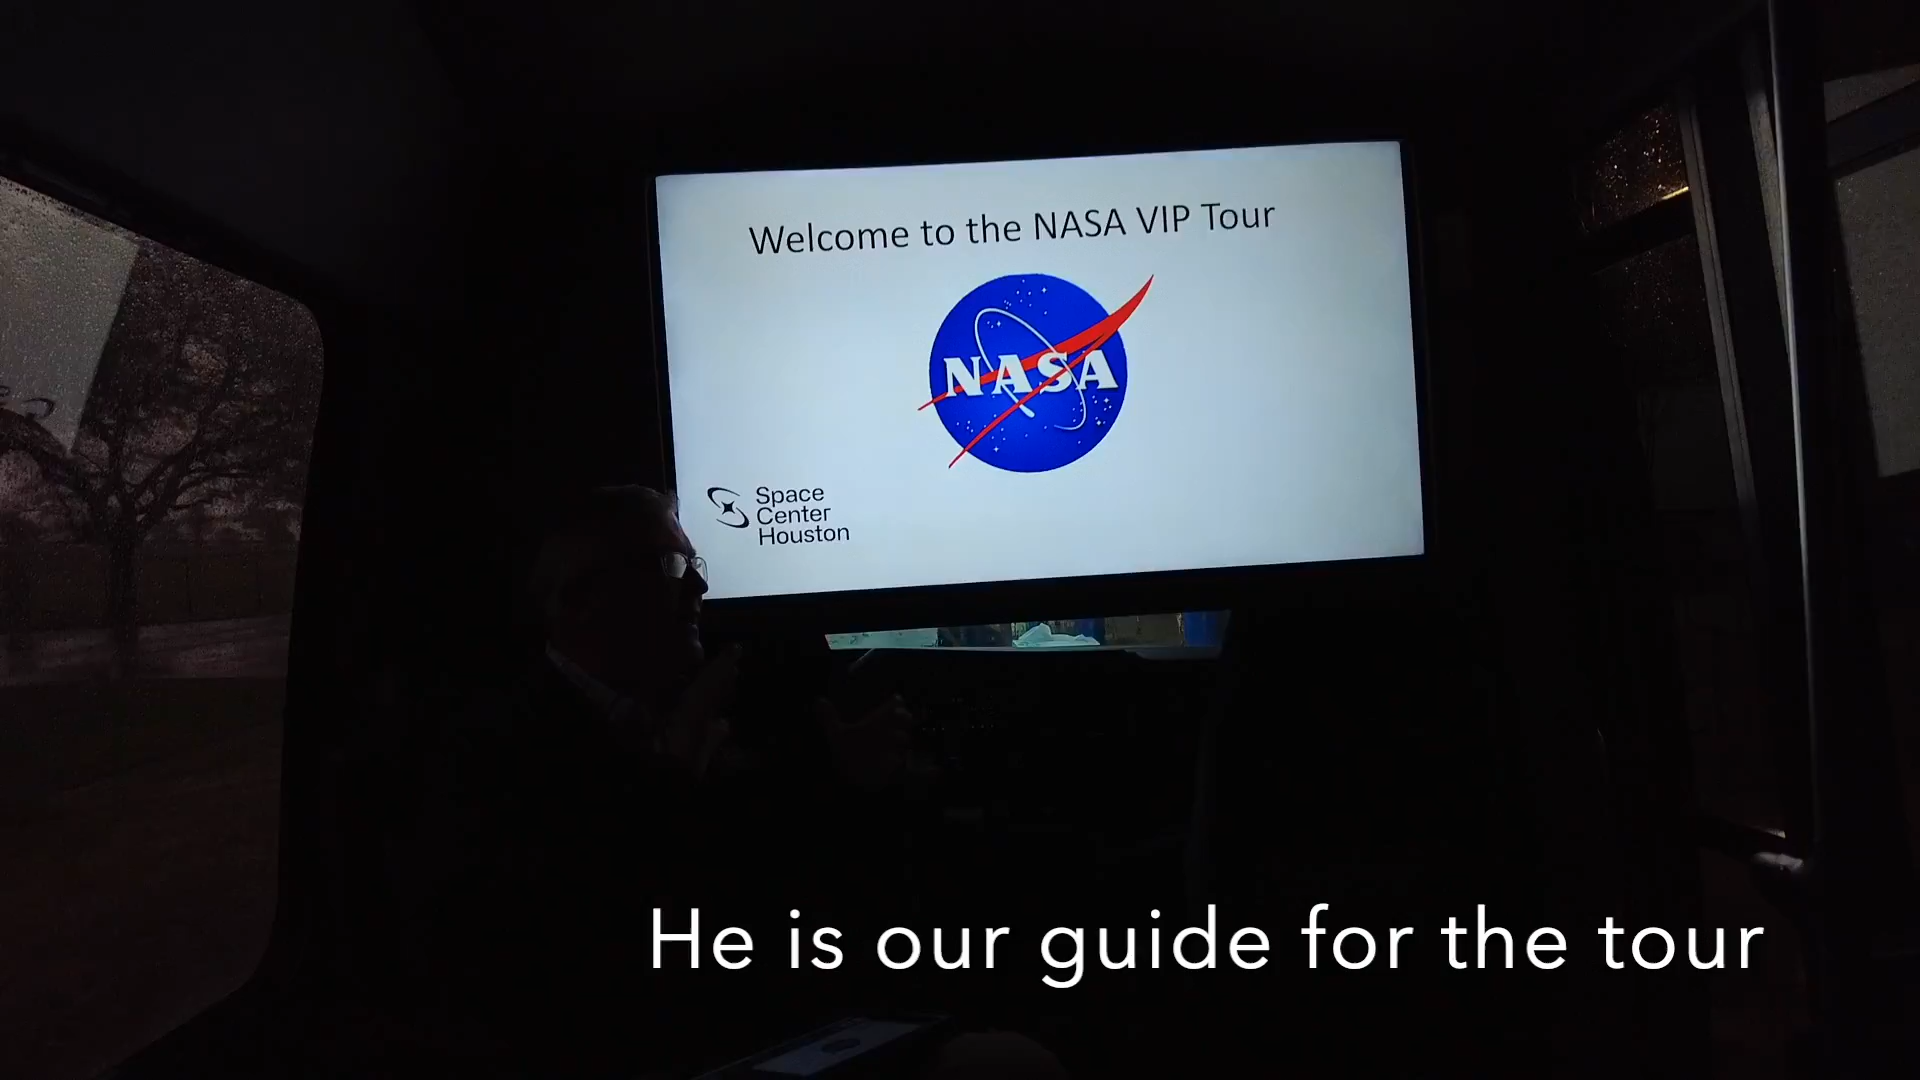 Welcome to the NASA VIP Tour
NASA
Space
Center
Houston
He is our guide for the tour